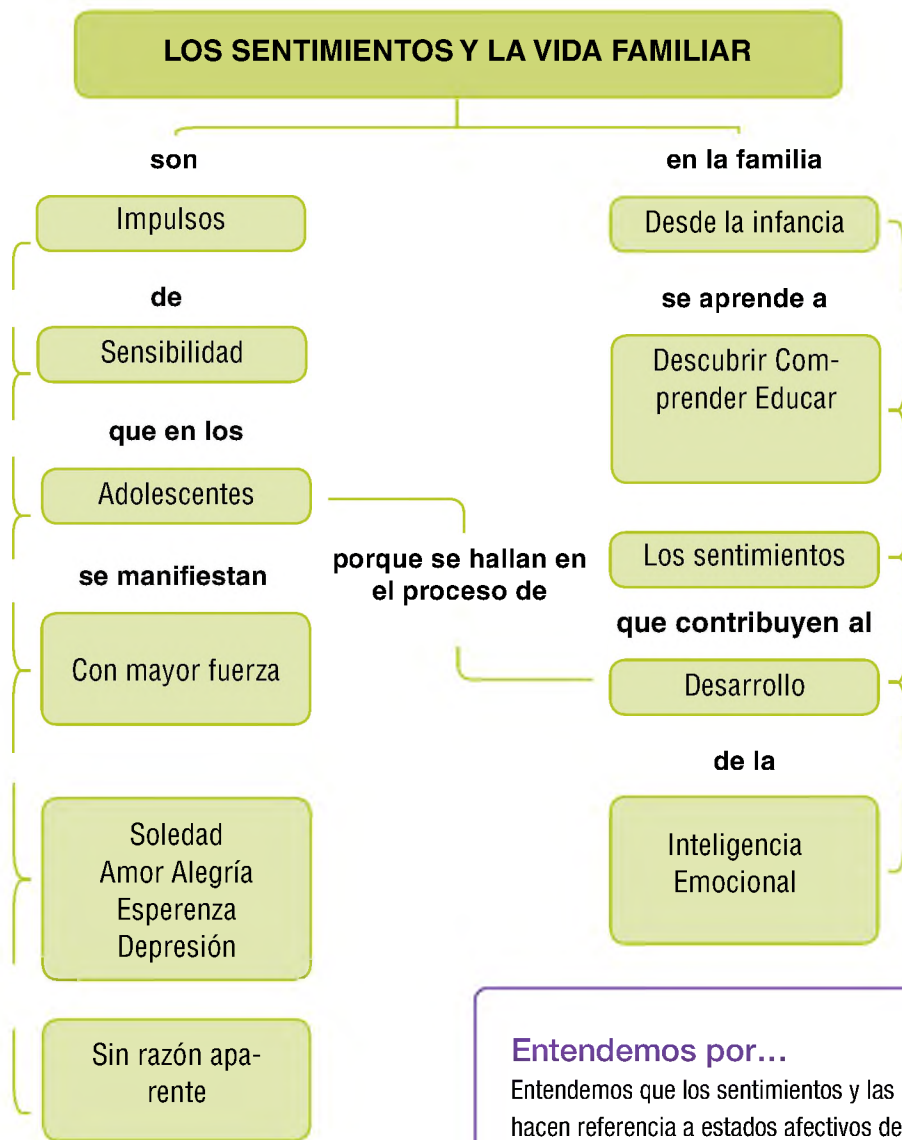 LOS SENTIMIENTOS Y LA VIDA FAMILIAR
son
Impulsos
de
Sensibilidad
que en los
Adolescentes
se manifiestan
Con mayor fuerza
Soledad
Amor Alegría
Esperenza
Depresión
Sin razón apa-
rente
porque se hallan en
el proceso de
en la familia
Desde la infancia
se aprende a
Descubrir Com-
prender Educar
Los sentimientos
que contribuyen al
Desarrollo
de la
Inteligencia
Emocional
Entendemos por...
Entendemos que los sentimientos y las
hacen referencia a estados afectivos de